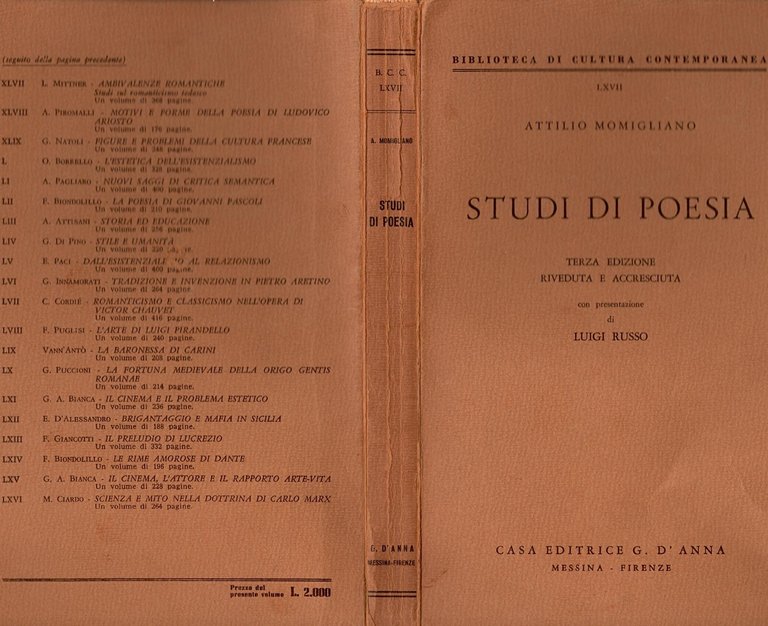 (seguito della pagina precedente)
XLVII L. Mittner - AMBIVALENZE ROMANTICHE
Studi sul romanticismo tedesco
Un volume di 368 pagine.
XLVIII A. Piromalli - MOTIVI E FORME DELLA POESIA DI LUDOVICO
ARIOSTO
Un volume di 176 pagine.
XLIX G. Natoli - FIGURE E PROBLEMI DELLA CULTURA FRANCESE
Un volume di 348 pagine.
L O. Borrello - L'ESTETICA DELL'ESISTENZIALISMO
Un volume di 328 pagine.
LI A. Pagliaro - NUOVI SAGGI DI CRITICA SEMANTICA
Un volume di 400 pagine.
LII F. Biondolillo - LA POESIA DI GIOVANNI PASCOLI
Un volume di 210 pagine.
LIII A. Attisani - STORIA ED EDUCAZIONE
Un volume di 256 pagine.
LIV G. Di Pino - STILE E UMANITÀ
Un volume di 250
LV E. Paci - DALL'ESISTENZIALE AL RELAZIONISMO
Un volume di 400
LVI G. Innamorati - TRADIZIONE E INVENZIONE IN PIETRO ARETINO
Un volume di 264 pagine.
LVII C. Cordié - ROMANTICISMO E CLASSICISMO NELL'OPERA DI
VICTOR CHAUVET
Un volume di 416 pagine.
LVIII F. Puglisi - L'ARTE DI LUIGI PIRANDELLO
Un volume di 240 pagine.
LIX Vann'Antò - LA BARONESSA DI CARINI
Un volume di 208 pagine.
LX G. Puccioni - LA FORTUNA MEDIEVALE DELLA ORIGO GENTIS
ROMANAE
Un volume di 214 pagine.
LXI G. A. Bianca - IL CINEMA E IL PROBLEMA ESTETICO
Un volume di 236 pagine.
LXII E. D'Alessandro - BRIGANTAGGIO E MAFIA IN SICILIA
Un volume di 188 pagine.
LXIII F. Giancotti - IL PRELUDIO DI LUCREZIO
Un volume di 332 pagine.
LXIV F. Biondolillo - LE RIME AMOROSE DI DANTE
Un volume di 196 pagine.
LXV G. A. Bianca - IL CINEMA, L'ATTORE E IL RAPPORTO ARTE-VITA
Un volume di 228 pagine.
LXVI M. Ciardo - SCIENZA E MITO NELLA DOTTRINA DI CARLO MARX
Un volume di 264 pagine.
Prezzo del
presente volume L. 2.000
B. C. C.
LXVII
A. MOMIGLIANO
STUDI
DI POESIA
G. D'ANNA
MESSINA-FIRENZE
BIBLIOTECA DI CULTURA CONTEMPORANEA
LXVII
ATTILIO MOMIGLIANO
STUDI DI POESIA
TERZA EDIZIONE
RIVEDUTA E ACCRESCIUTA
con presentazione
di
LUIGI RUSSO
CASA EDITRICE G. D'ANNA
MESSINA - FIRENZE